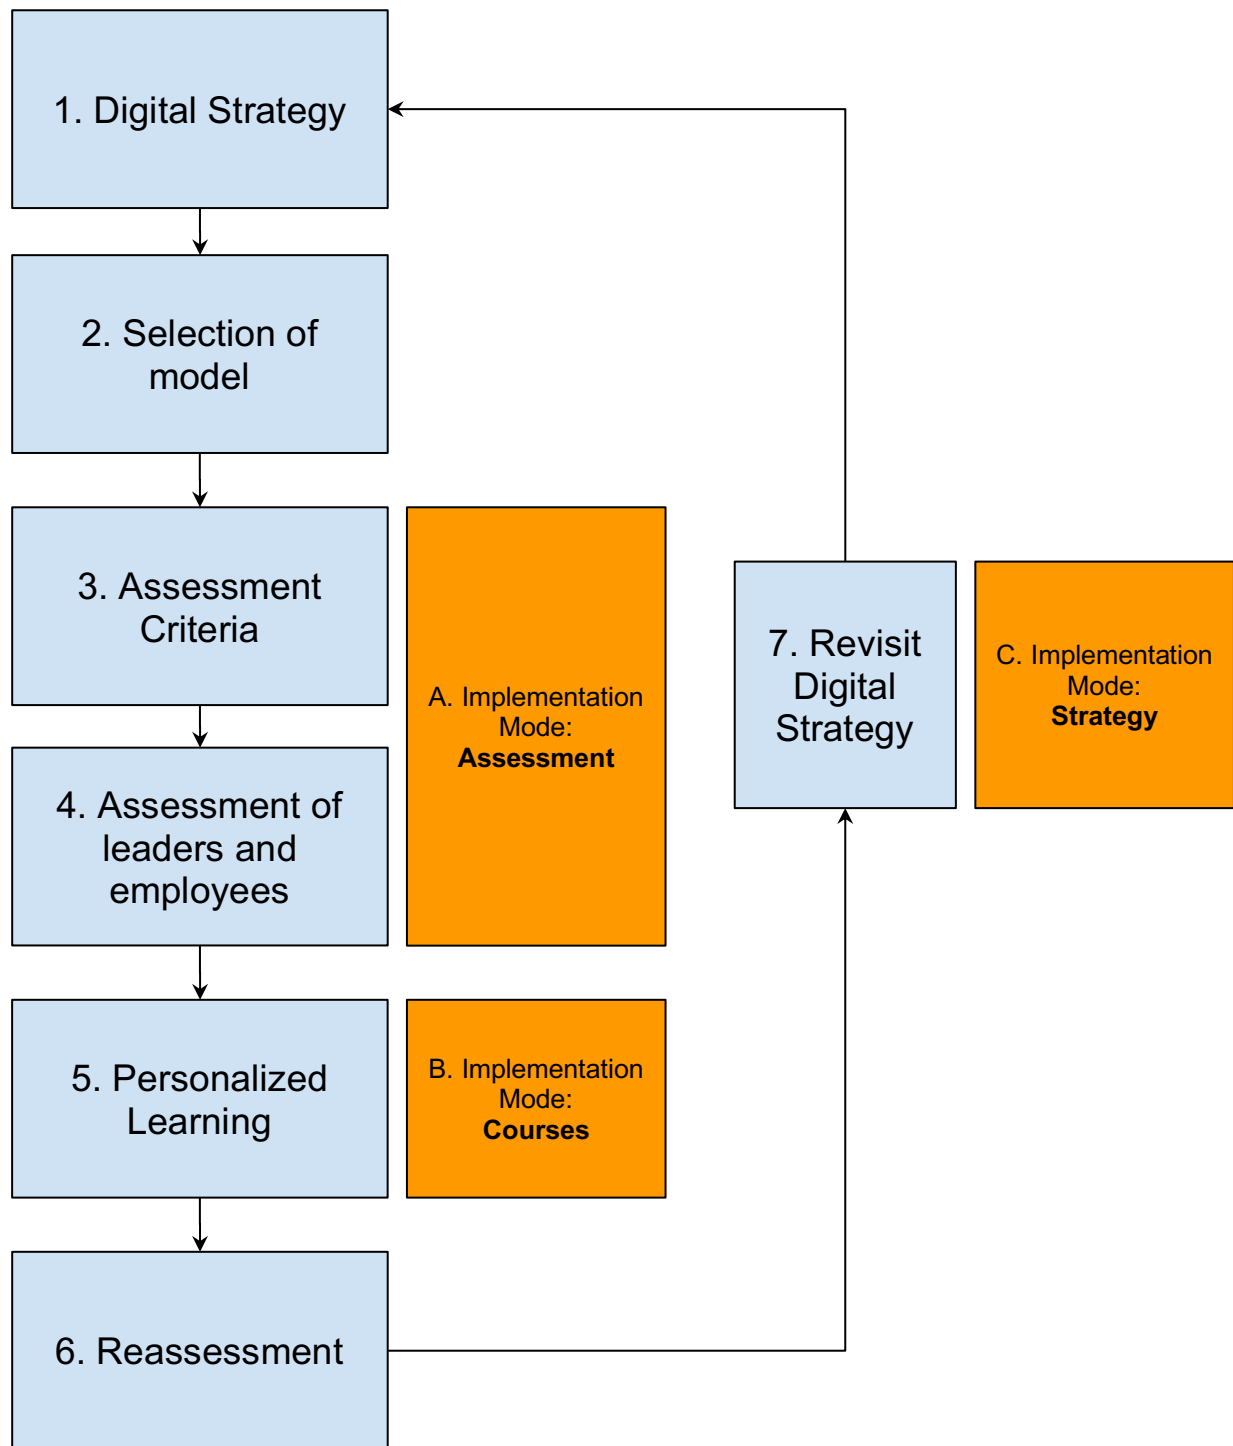 1. Digital Strategy
2. Selection of
model
3. Assessment
Criteria
4. Assessment of
leaders and
employees
A. Implementation
Mode:
Assessment
5. Personalized
Learning
B. Implementation
Mode:
Courses
6. Reassessment
7. Revisit
Digital
Strategy
C. Implementation
Mode:
Strategy